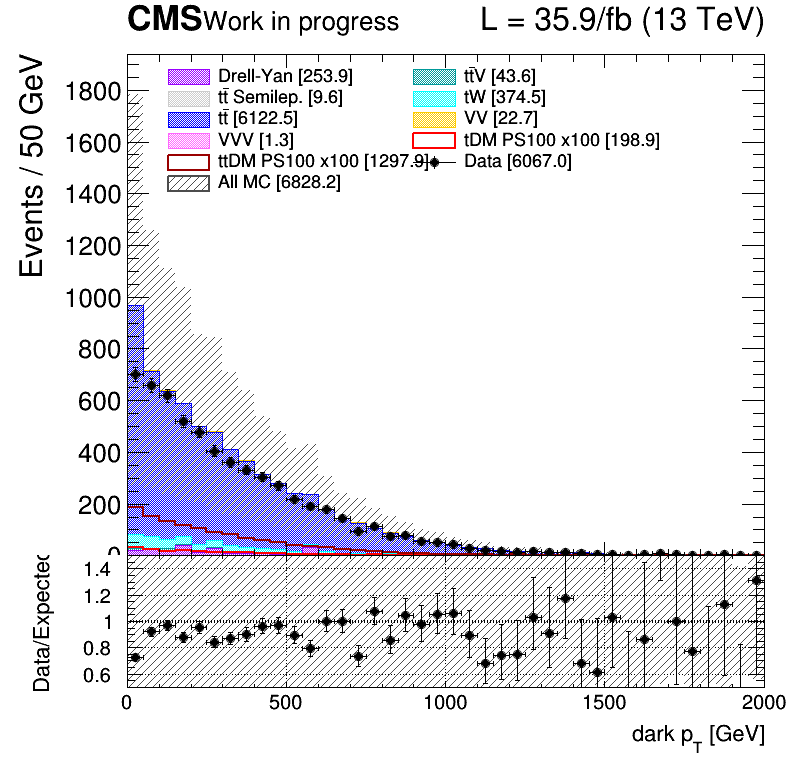 CMS Work in progress L = 35.9/fb (13 TeV)
Events / 50 GeV
1800
1600
1400
1200
1000
800
600
400
200
0
Drell-Yan [253.9]
tt̄V [43.6]
tt̄ Semilep. [9.6]
tW [374.5]
tt̄ [6122.5]
VV [22.7]
VVV [1.3]
tDM PS100 x100 [198.9]
ttDM PS100 x100 [1297.9]
Data [6067.0]
All MC [6828.2]
Data/Expected
1.4
1.2
1
0.8
0.6
0 500 1000 1500 2000
dark pT [GeV]